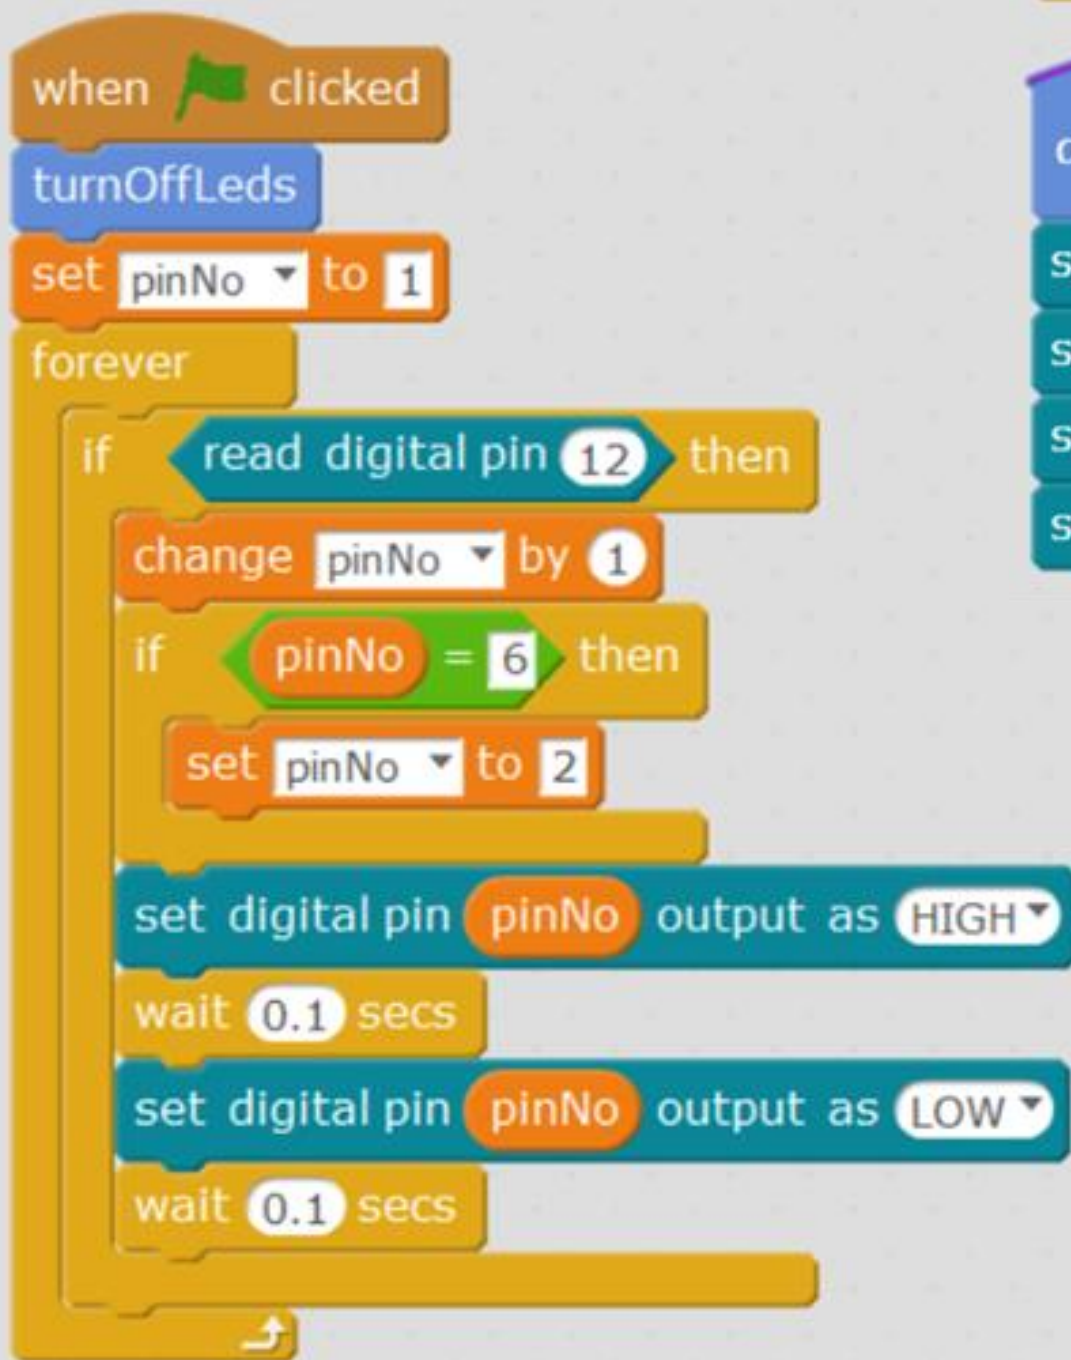 when clicked
turnOffLeds
set pinNo to 1
forever
if read digital pin 12 then
change pinNo by 1
if pinNo = 6 then
set pinNo to 2
set digital pin pinNo output as HIGH
wait 0.1 secs
set digital pin pinNo output as LOW
wait 0.1 secs